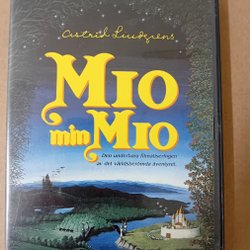 Astrid Lindgrens
MIO
min MIO
Den underbara filmatiseringen
av det världsberömda äventyret.